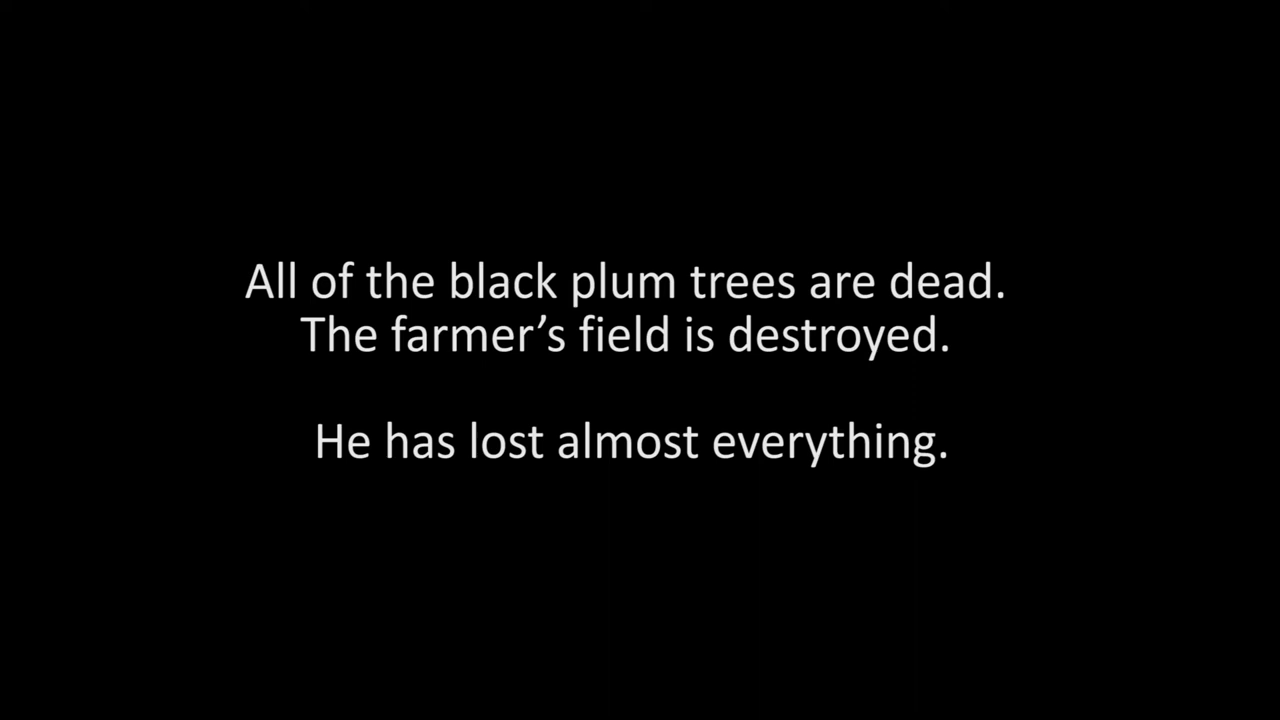 All of the black plum trees are dead.
The farmer’s field is destroyed.
He has lost almost everything.